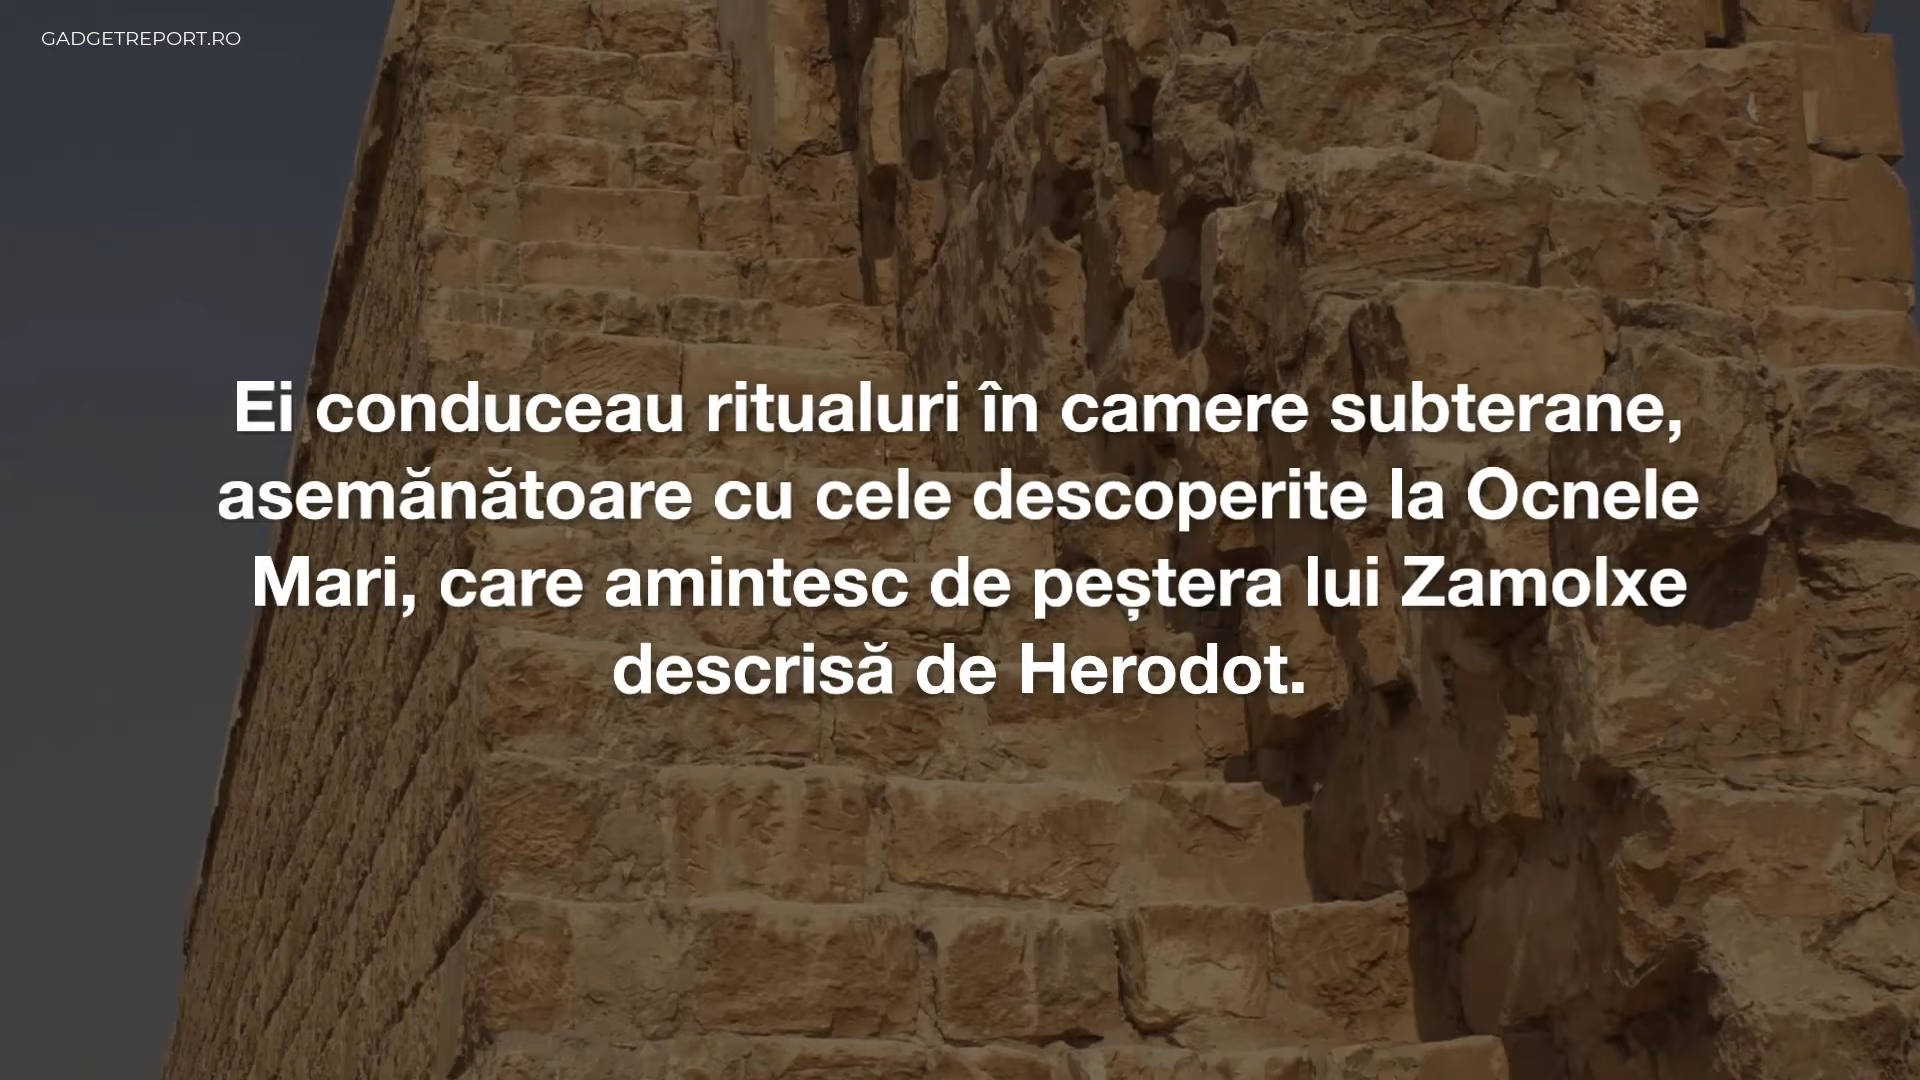 GADGETREPORT.RO
Ei conduceau ritualuri în camere subterane,
asemănătoare cu cele descoperite la Ocnele
Mari, care amintesc de peștera lui Zamolxe
descrisă de Herodot.